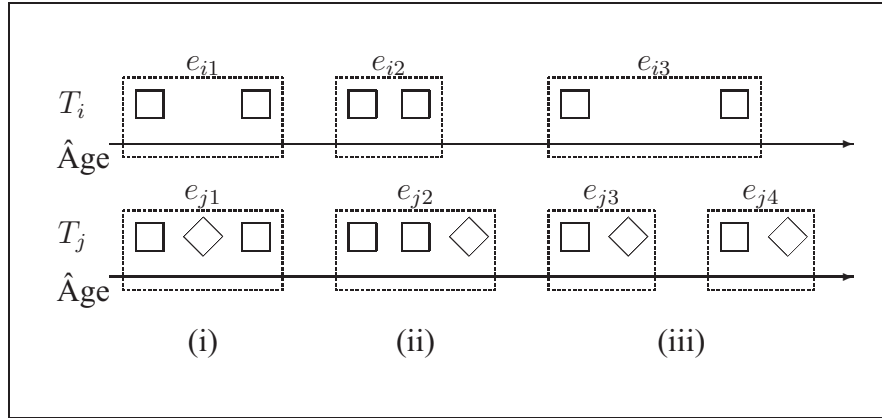 e_{i1} e_{i2} e_{i3}
T_i
Âge
e_{j1} e_{j2} e_{j3} e_{j4}
T_j
Âge
(i) (ii) (iii)